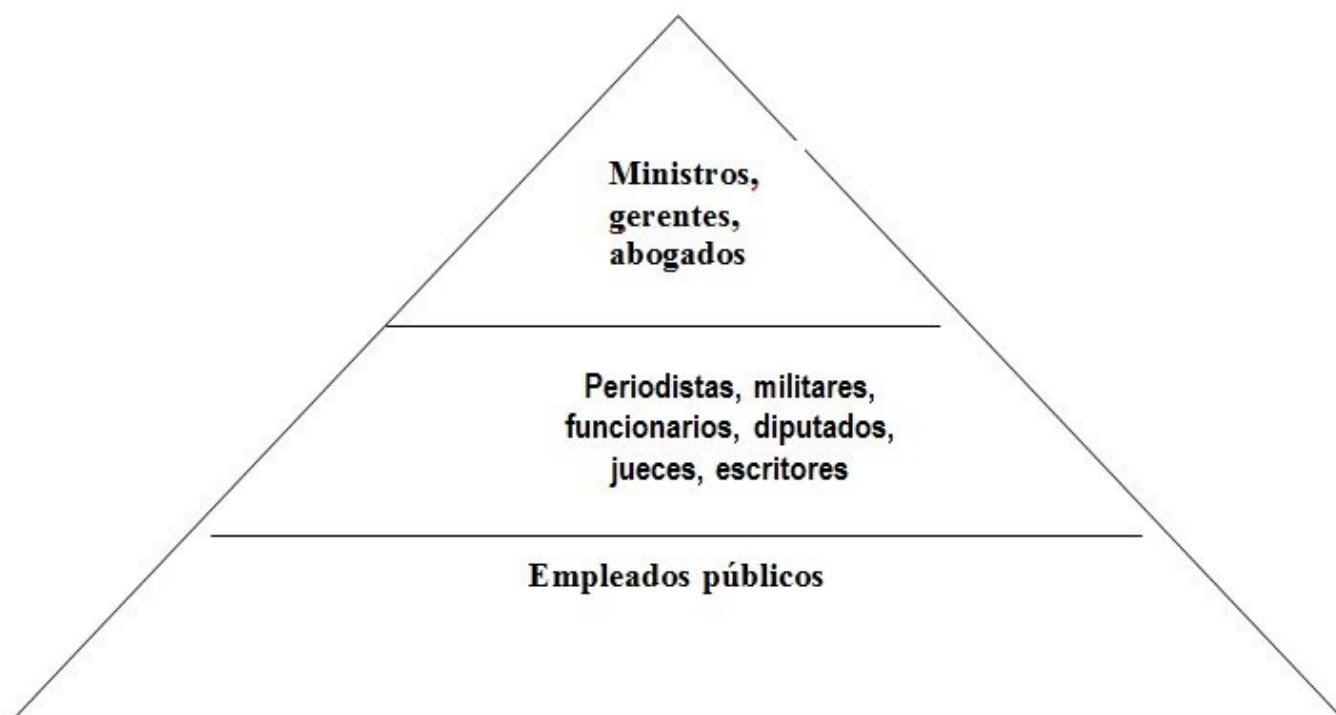 Ministros,
gerentes,
abogados
Periodistas, militares,
funcionarios, diputados,
jueces, escritores
Empleados públicos